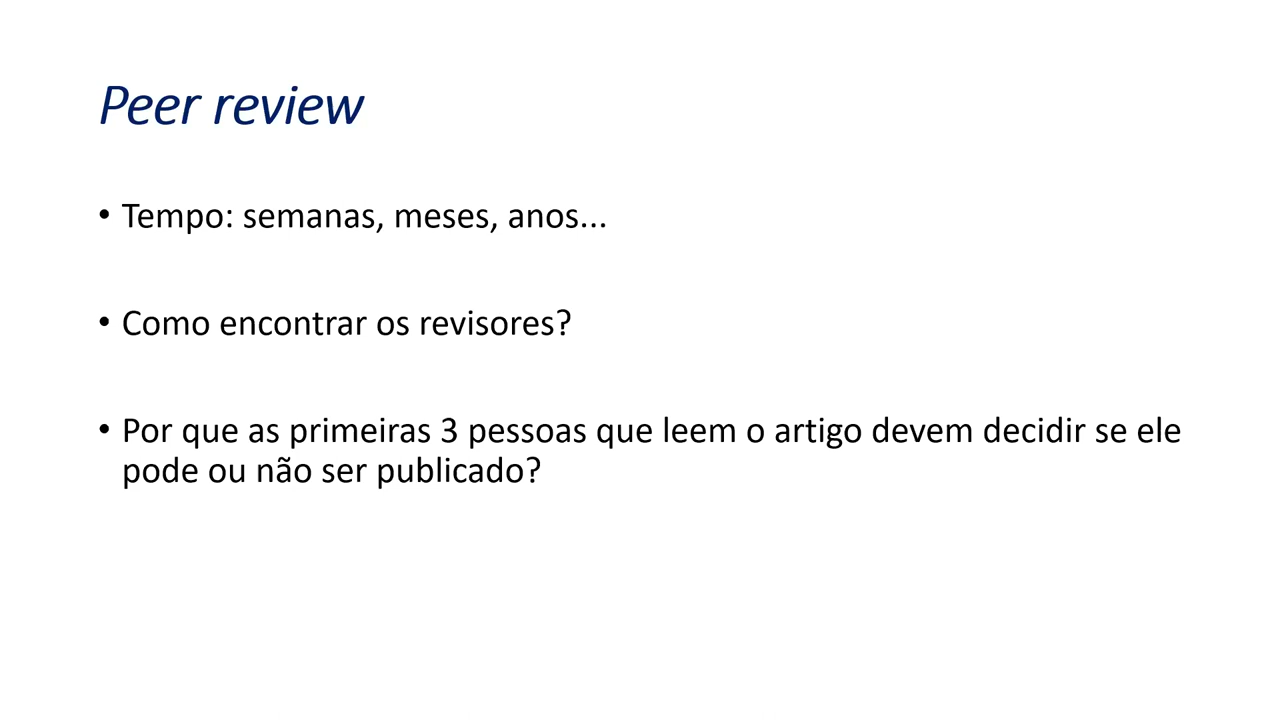 Peer review
• Tempo: semanas, meses, anos...
• Como encontrar os revisores?
• Por que as primeiras 3 pessoas que leem o artigo devem decidir se ele
pode ou não ser publicado?